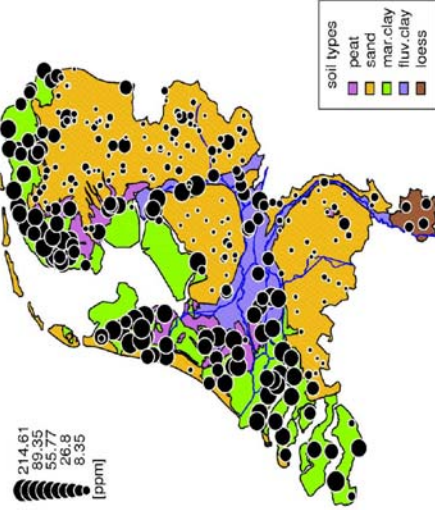 214.61
89.35
55.77
26.8
8.35
[ppm]
soil types
peat
sand
mar.clay
fluv.clay
loess